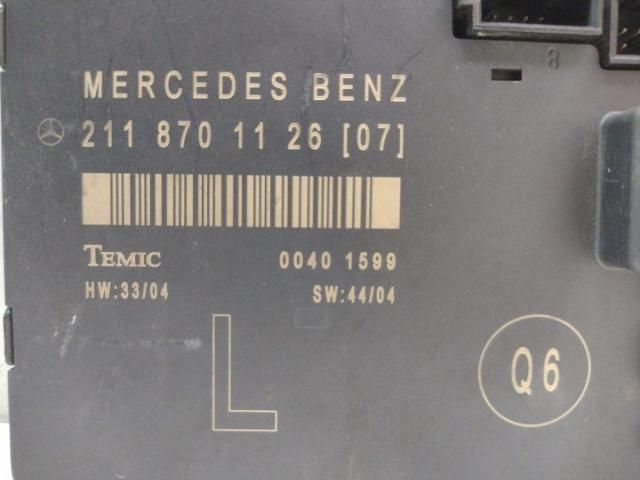 a
MERCEDES BENZ
211 870 11 26 [07]
TEMIC 0040 1599
HW:33/04 SW:44/04
L
Q6